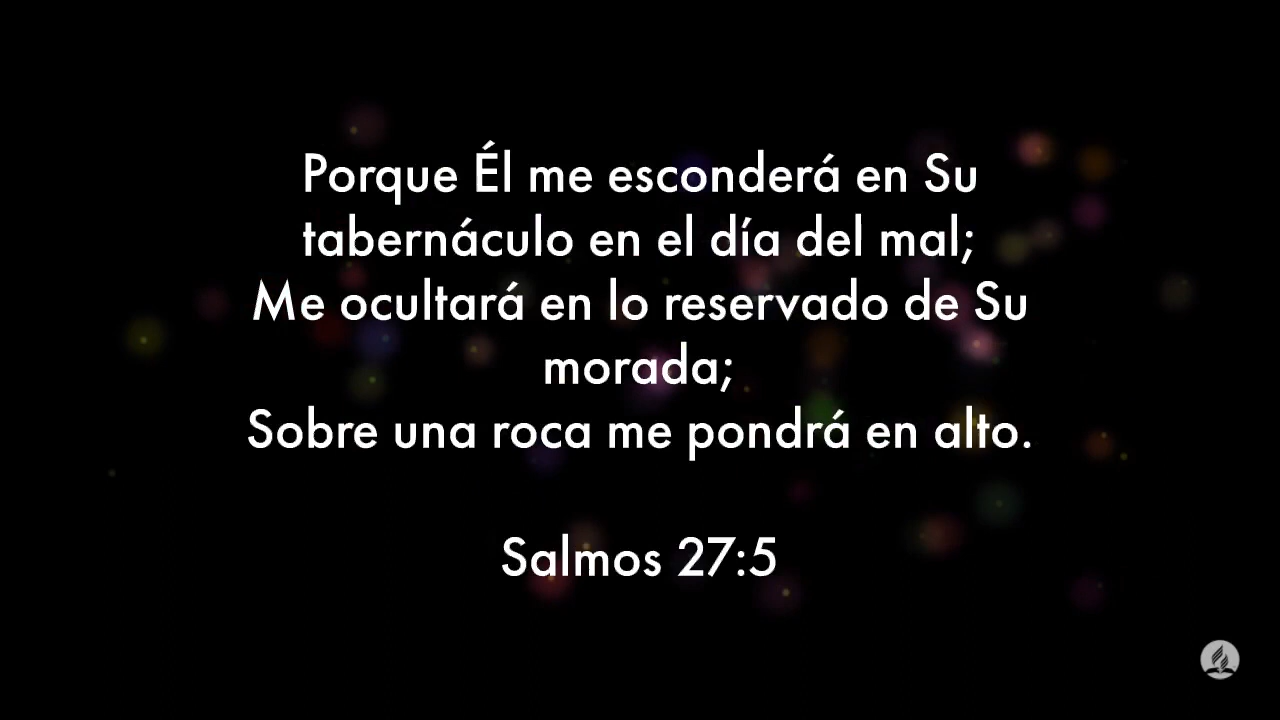 Porque Él me esconderá en Su
tabernáculo en el día del mal;
Me ocultará en lo reservado de Su
morada;
Sobre una roca me pondrá en alto.
Salmos 27:5